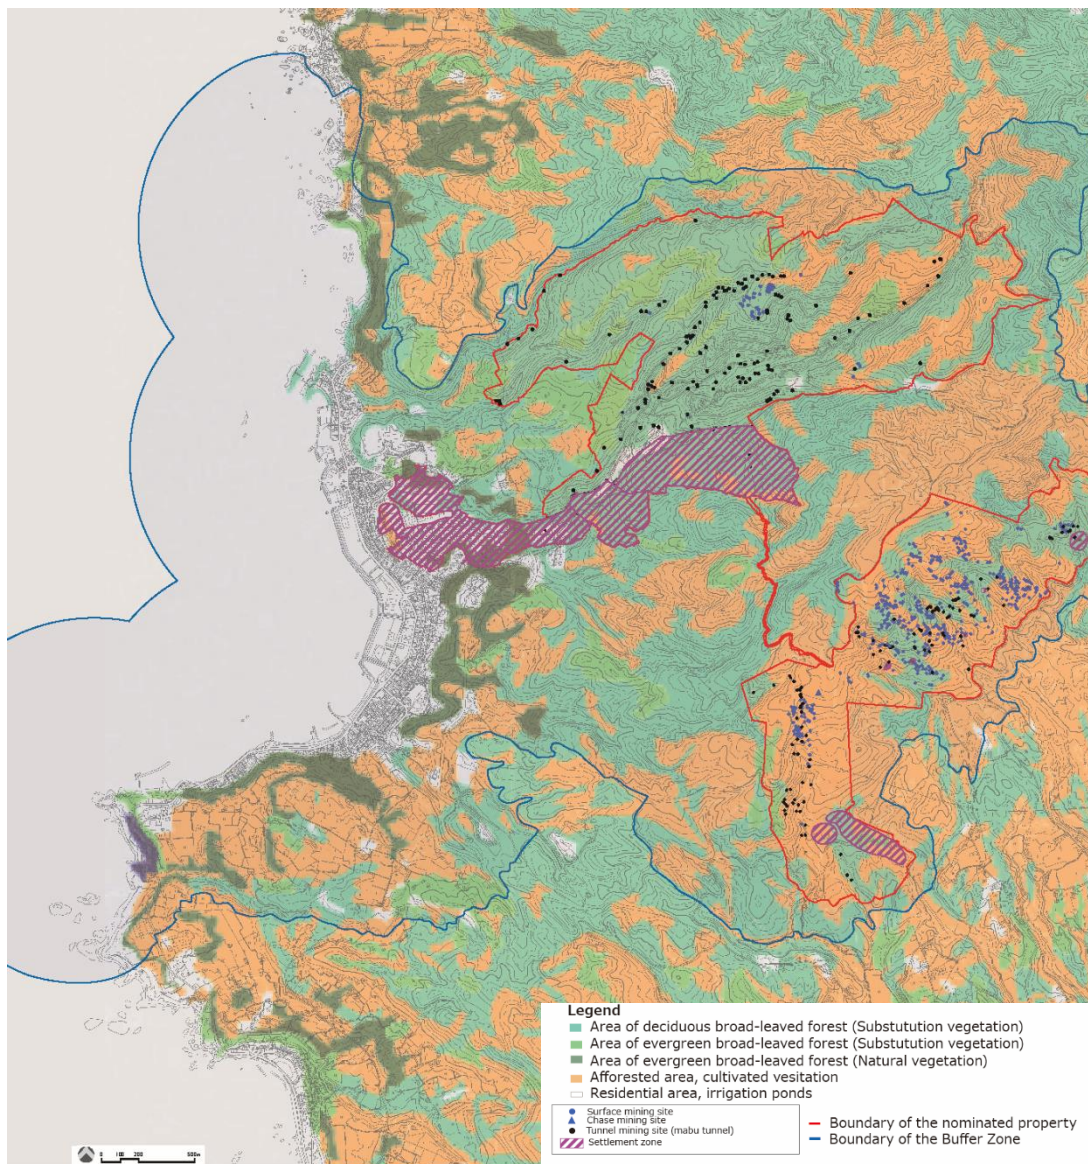 Legend
Area of deciduous broad-leaved forest (Substutution vegetation)
Area of evergreen broad-leaved forest (Substutution vegetation)
Area of evergreen broad-leaved forest (Natural vegetation)
Afforested area, cultivated vesitation
Residential area, irrigation ponds
Surface mining site
Chase mining site
Tunnel mining site (mabu tunnel)
Settlement zone
Boundary of the nominated property
Boundary of the Buffer Zone
0 100 200 500m